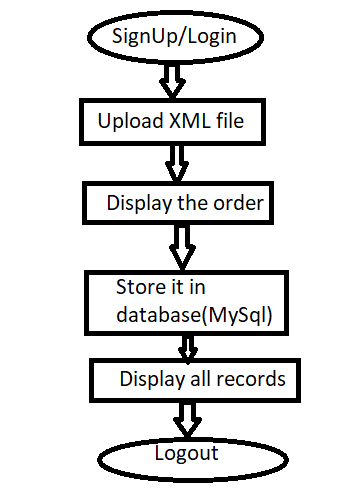 SignUp/Login
Upload XML file
Display the order
Store it in
database(MySql)
Display all records
Logout